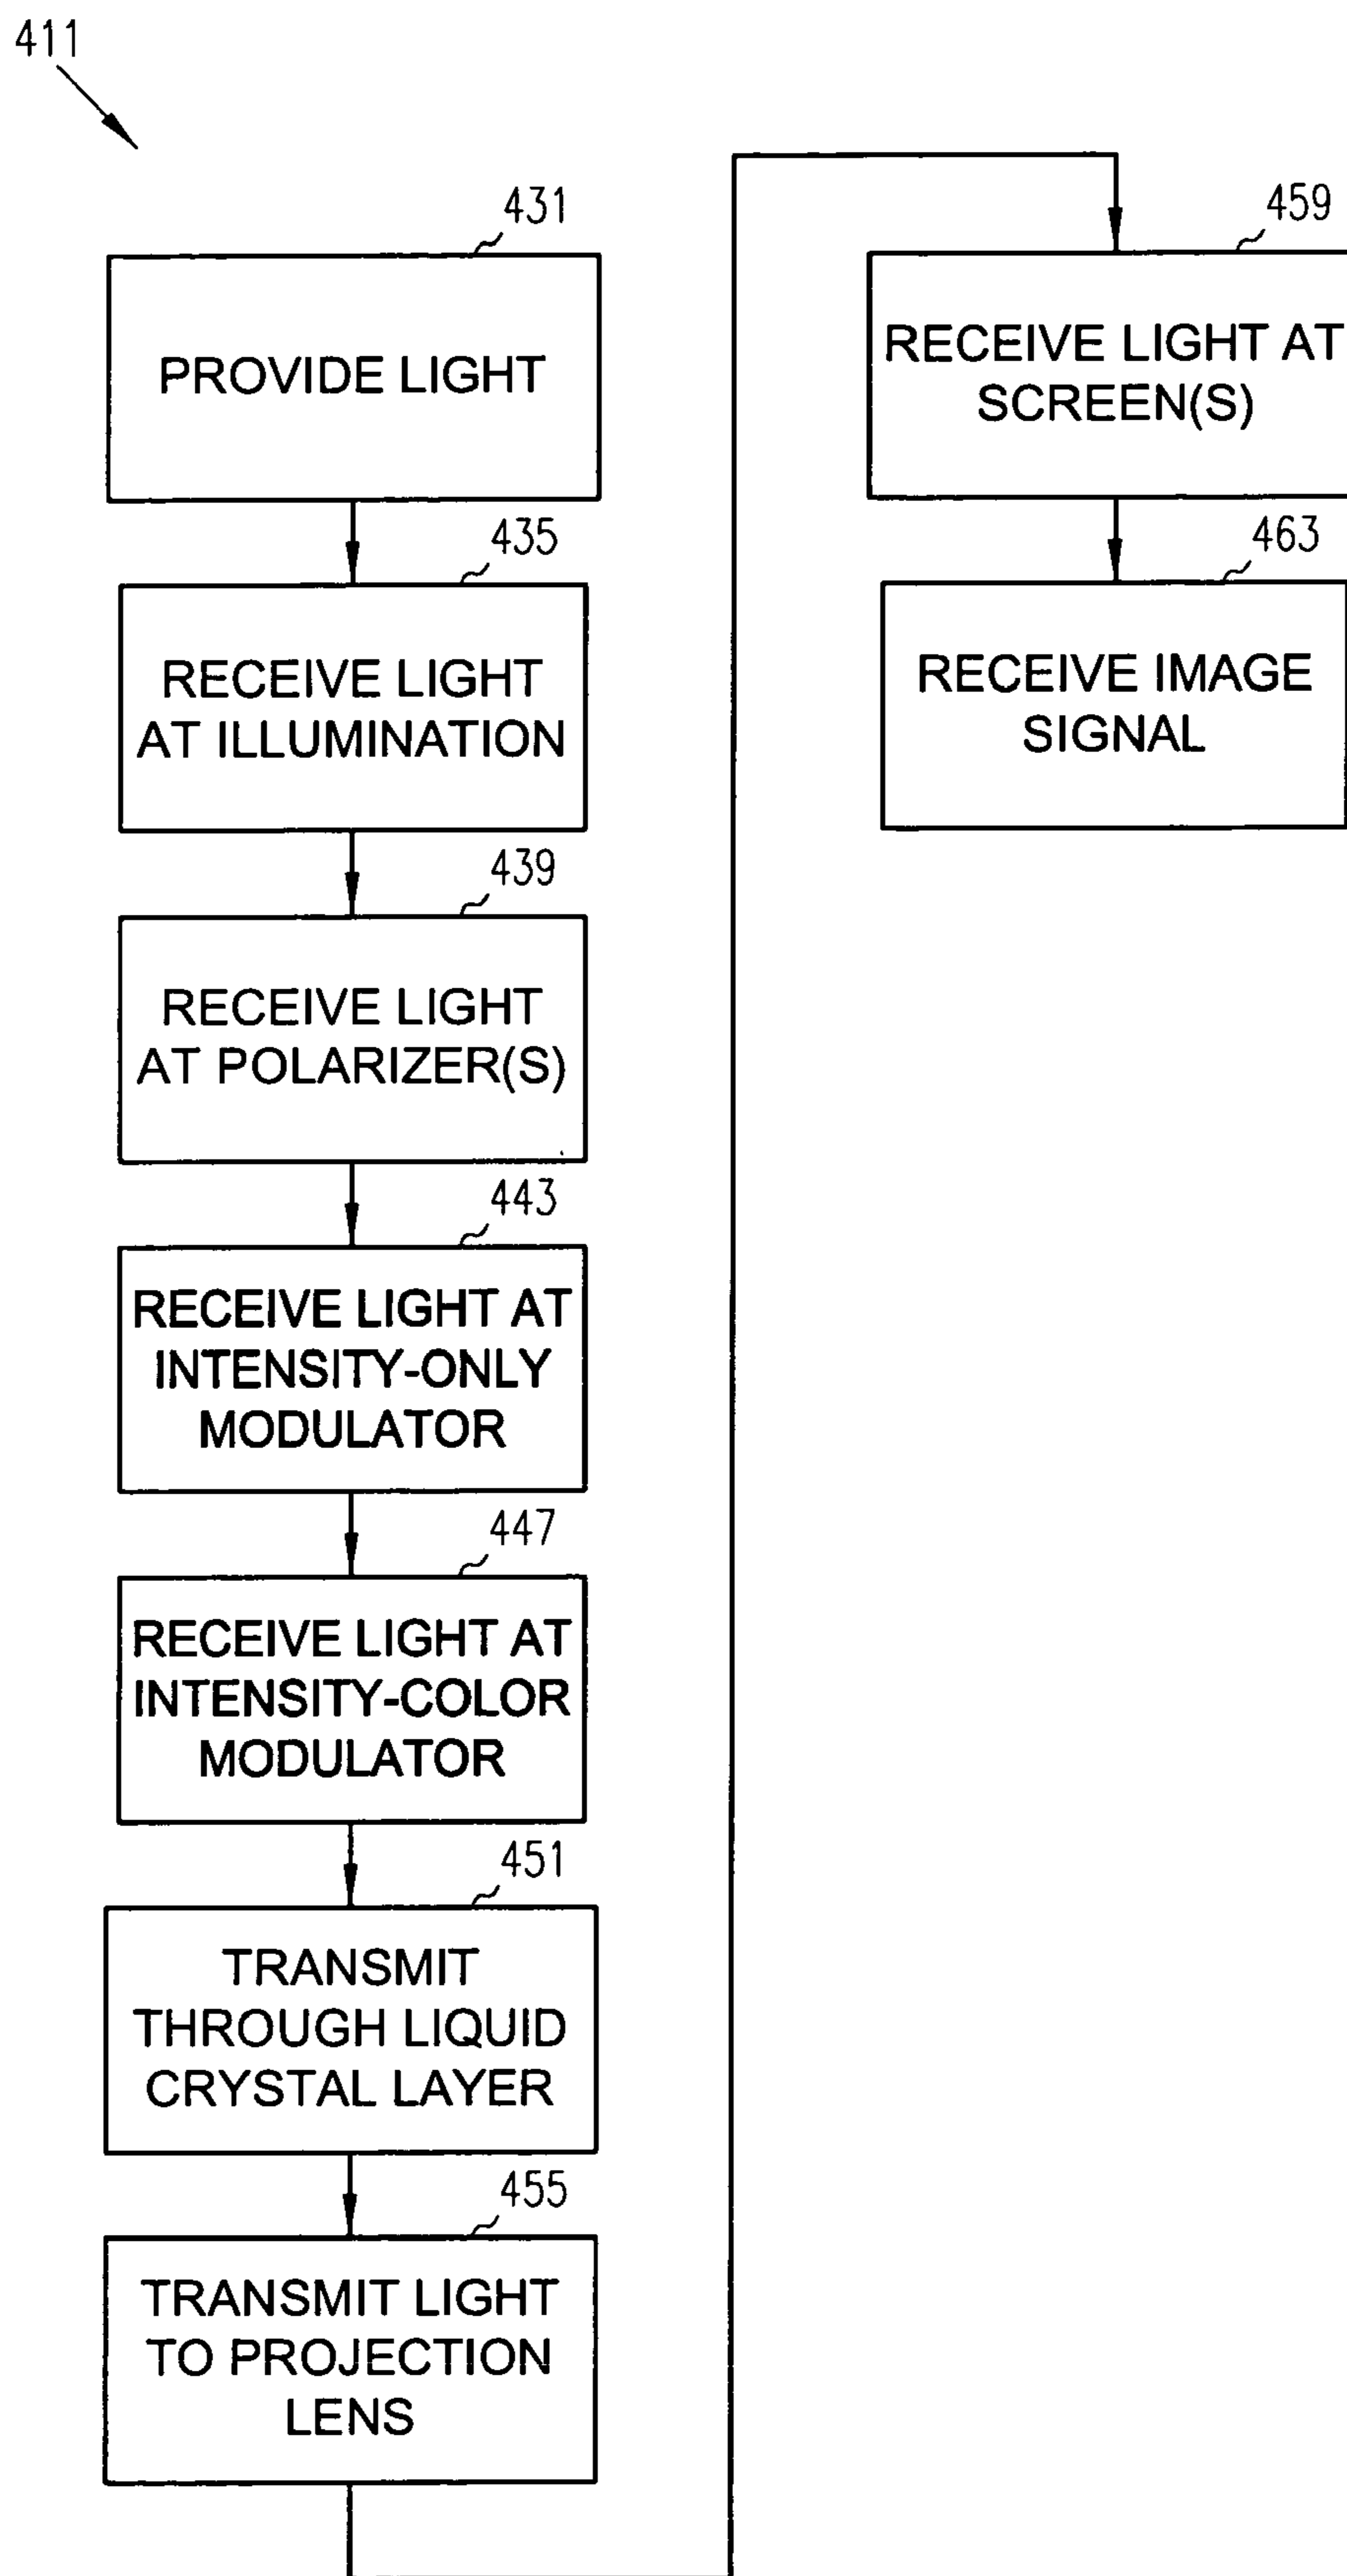 411
431
PROVIDE LIGHT
435
RECEIVE LIGHT
AT ILLUMINATION
439
RECEIVE LIGHT
AT POLARIZER(S)
443
RECEIVE LIGHT AT
INTENSITY-ONLY
MODULATOR
447
RECEIVE LIGHT AT
INTENSITY-COLOR
MODULATOR
451
TRANSMIT
THROUGH LIQUID
CRYSTAL LAYER
455
TRANSMIT LIGHT
TO PROJECTION
LENS
459
RECEIVE LIGHT AT
SCREEN(S)
463
RECEIVE IMAGE
SIGNAL